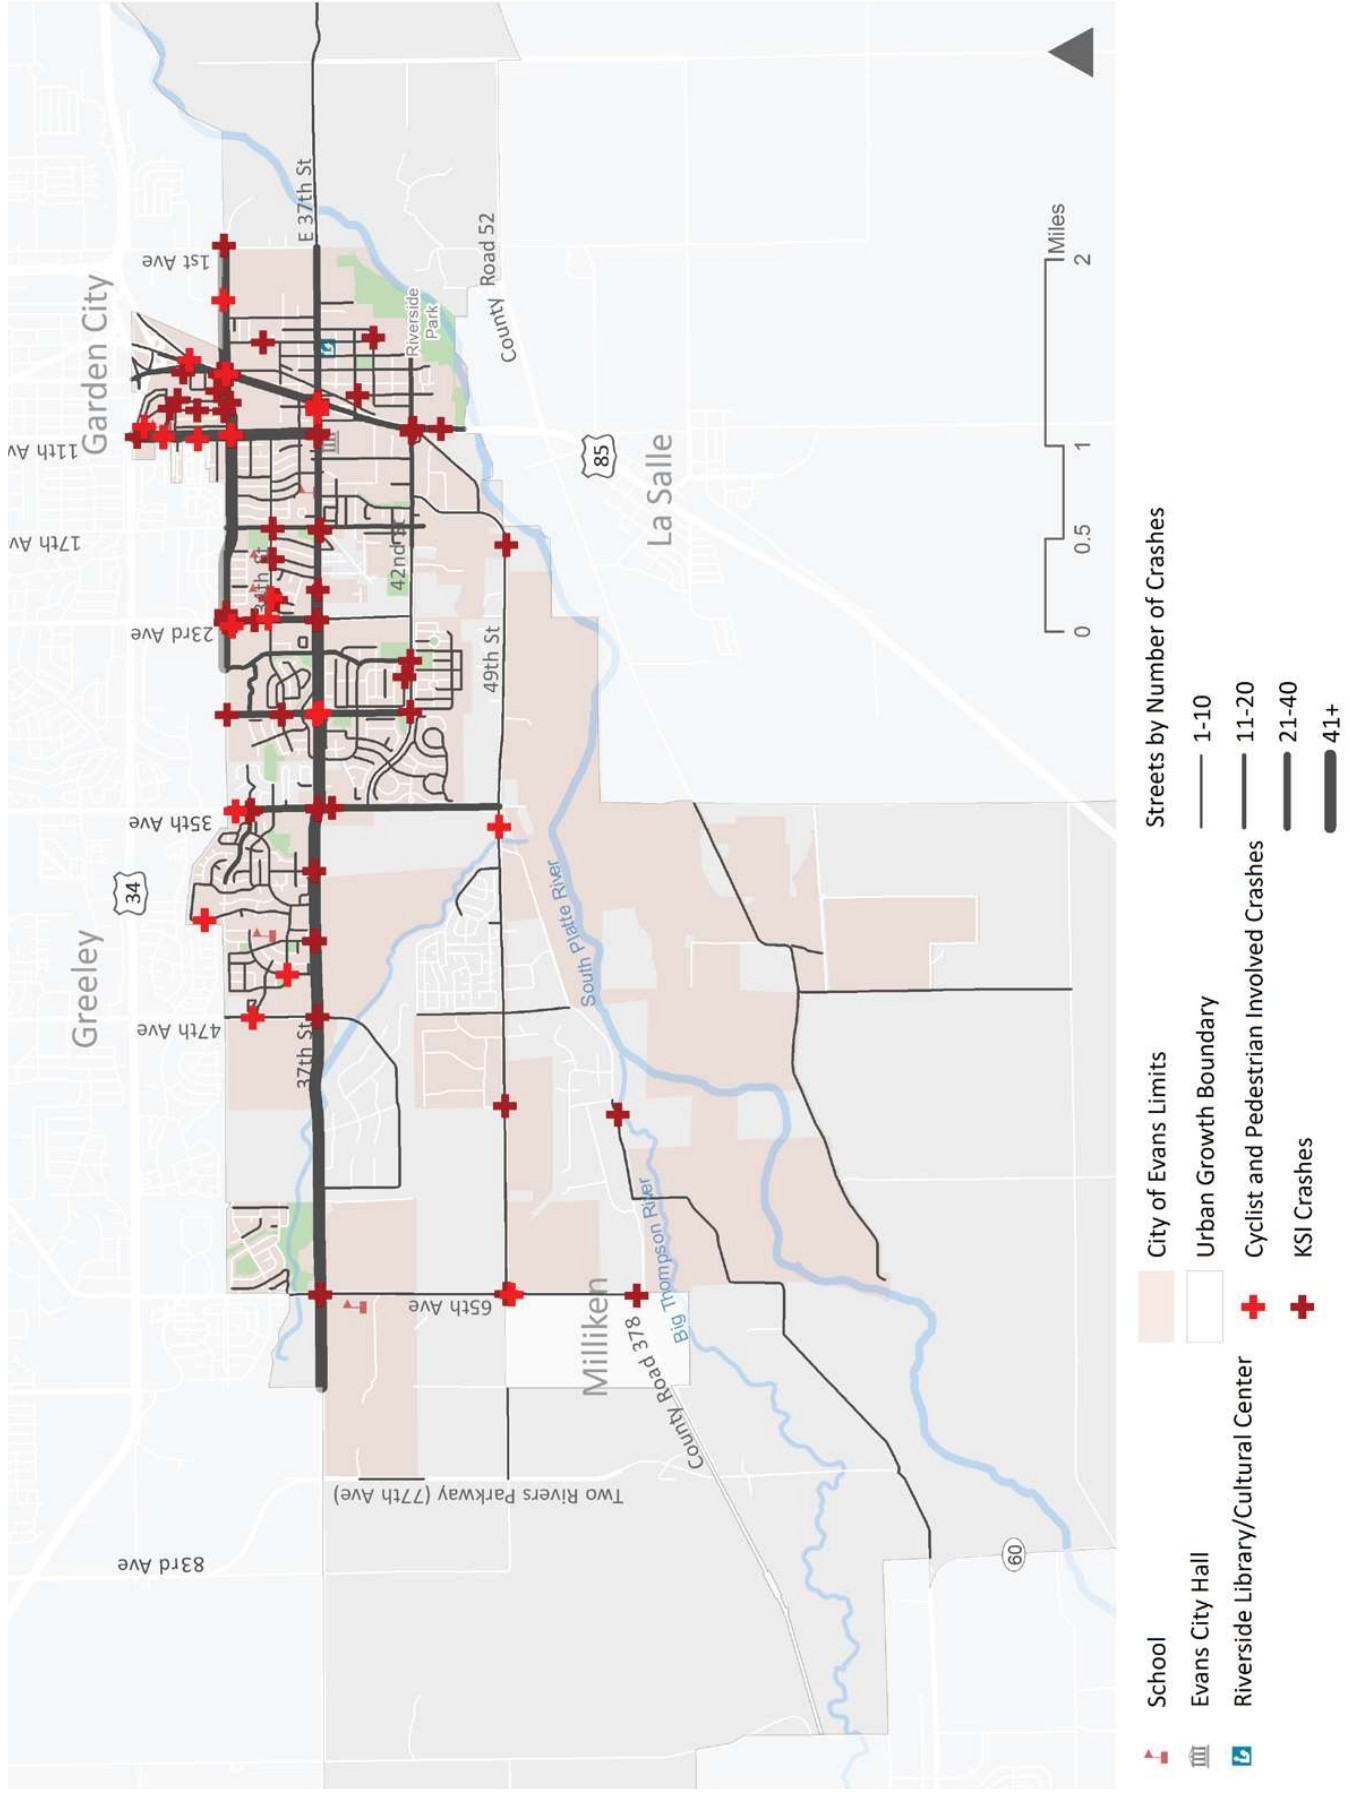 Greeley
Garden City
34
83rd Ave
47th Ave
35th Ave
23rd Ave
17th Ave
11th Av
1st Ave
34th St
37th St
E 37th St
Two Rivers Parkway (77th Ave)
65th Ave
42nd St
Riverside
Park
49th St
County Road 52
Milliken
County Road 378
Big Thompson River
South Platte River
85
La Salle
60
0
0.5
1
2
Miles
School
Evans City Hall
Riverside Library/Cultural Center
City of Evans Limits
Urban Growth Boundary
Cyclist and Pedestrian Involved Crashes
KSI Crashes
Streets by Number of Crashes
1-10
11-20
21-40
41+